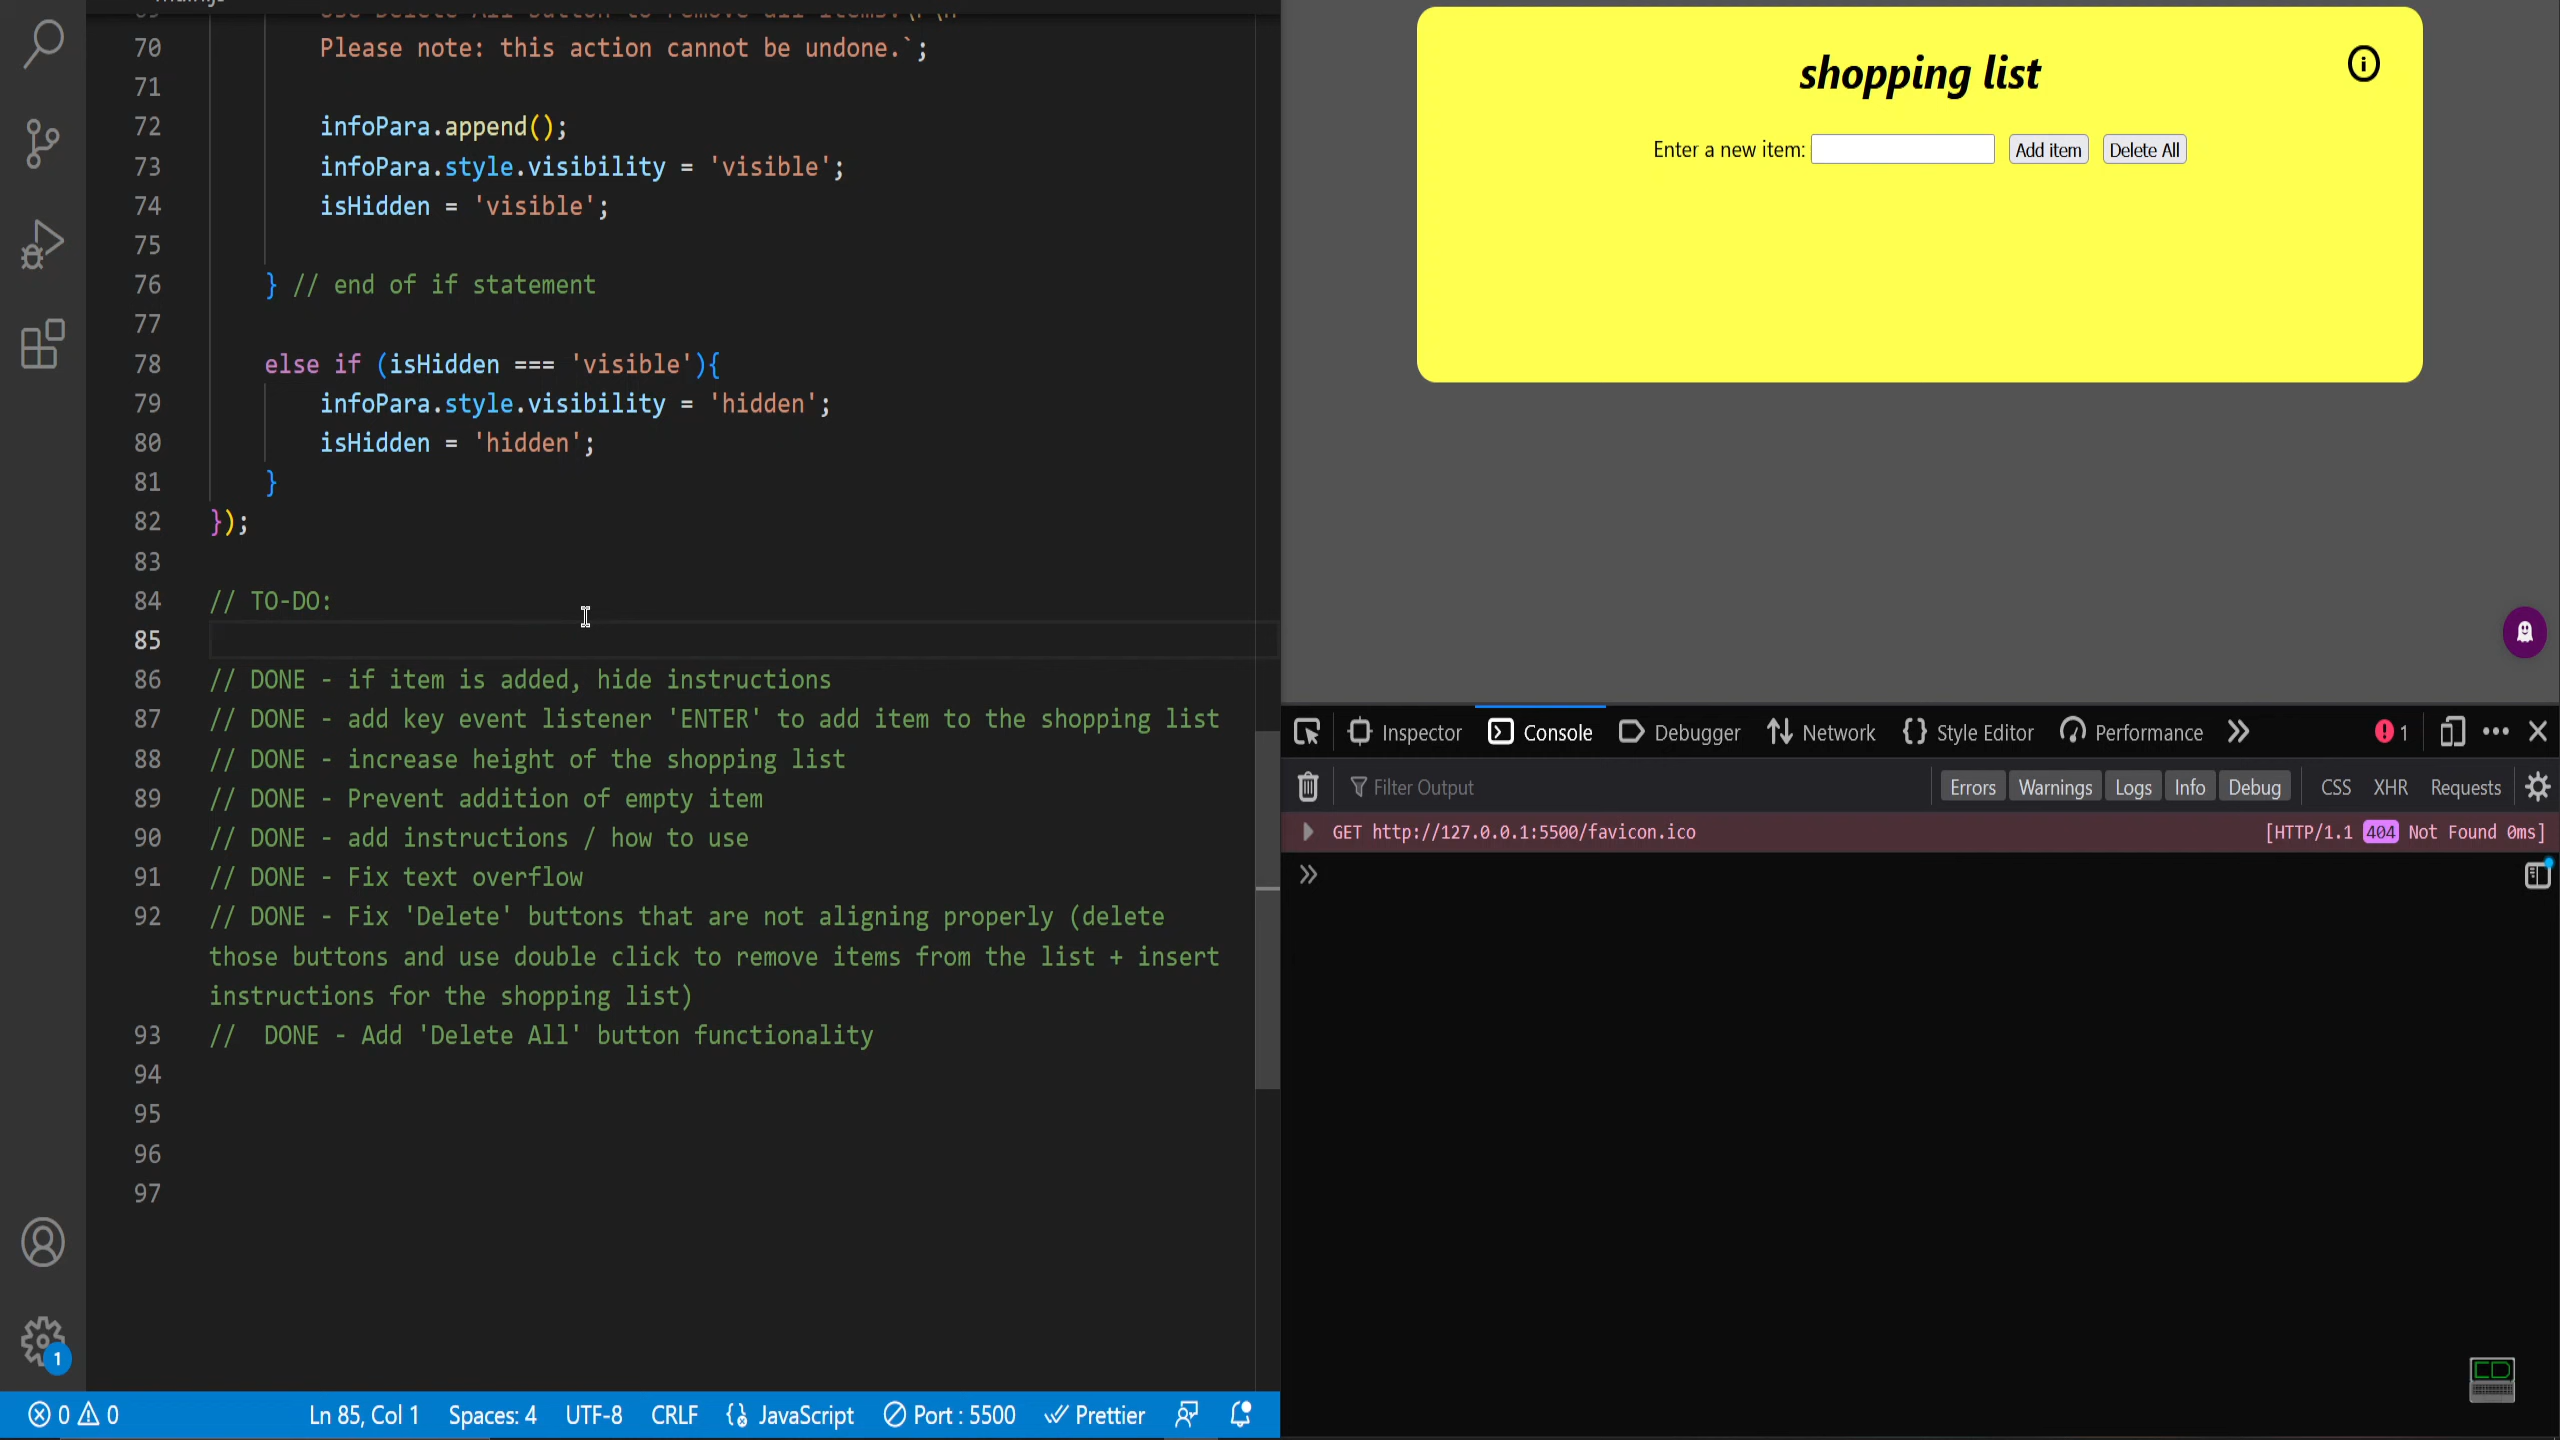 Use Delete All button to remove all items.\r\n
70 Please note: this action cannot be undone.`;
71
72 infoPara.append();
73 infoPara.style.visibility = 'visible';
74 isHidden = 'visible';
75
76 } // end of if statement
77
78 else if (isHidden === 'visible'){
79 infoPara.style.visibility = 'hidden';
80 isHidden = 'hidden';
81 }
82 });
83
84 // TO-DO:
85
86 // DONE - if item is added, hide instructions
87 // DONE - add key event listener 'ENTER' to add item to the shopping list
88 // DONE - increase height of the shopping list
89 // DONE - Prevent addition of empty item
90 // DONE - add instructions / how to use
91 // DONE - Fix text overflow
92 // DONE - Fix 'Delete' buttons that are not aligning properly (delete
those buttons and use double click to remove items from the list + insert
instructions for the shopping list)
93 //  DONE - Add 'Delete All' button functionality
94
95
96
97
1
0 0 Ln 85, Col 1 Spaces: 4 UTF-8 CRLF JavaScript Port : 5500 Prettier
shopping list
Enter a new item: Add item Delete All
Inspector Console Debugger Network Style Editor Performance 1
Filter Output Errors Warnings Logs Info Debug CSS XHR Requests
GET http://127.0.0.1:5500/favicon.ico [HTTP/1.1 404 Not Found 0ms]